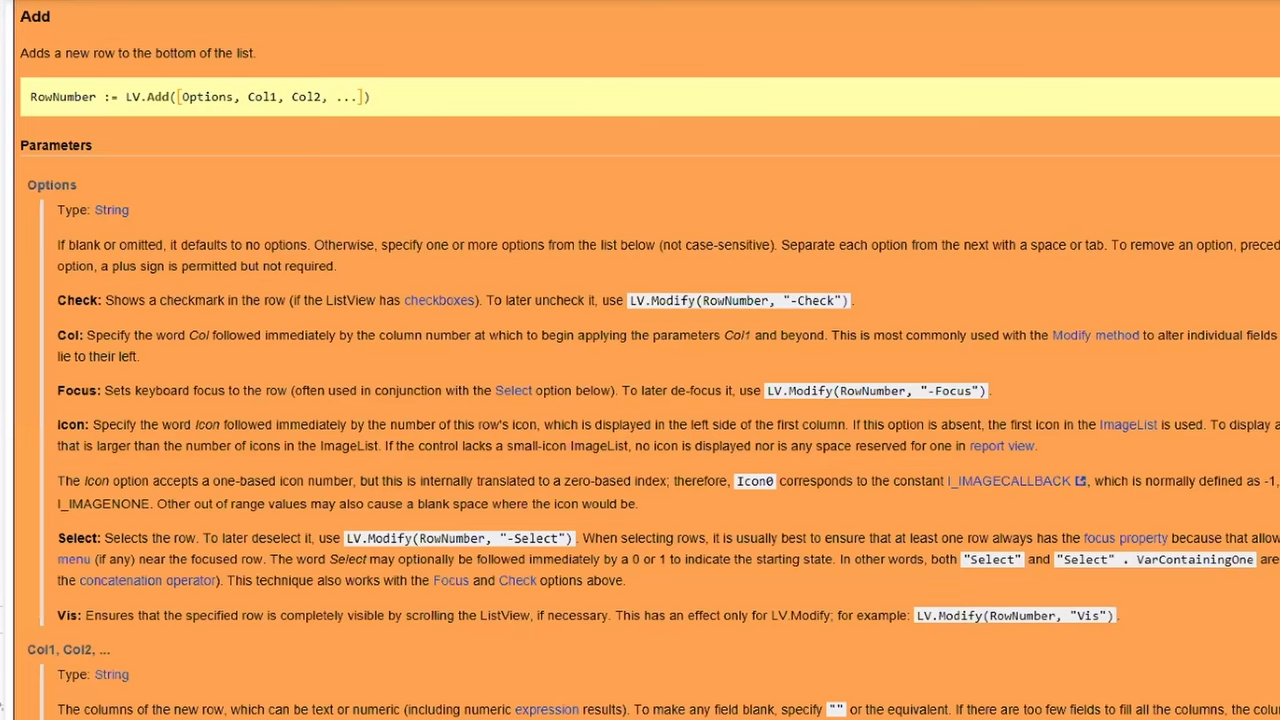 Add
Adds a new row to the bottom of the list.
RowNumber := LV.Add([Options, Col1, Col2, ...])
Parameters
Options
Type: String
If blank or omitted, it defaults to no options. Otherwise, specify one or more options from the list below (not case-sensitive). Separate each option from the next with a space or tab. To remove an option, preced
option, a plus sign is permitted but not required.
Check: Shows a checkmark in the row (if the ListView has checkboxes). To later uncheck it, use LV.Modify(RowNumber, "-Check").
Col: Specify the word Col followed immediately by the column number at which to begin applying the parameters Col1 and beyond. This is most commonly used with the Modify method to alter individual fields
lie to their left.
Focus: Sets keyboard focus to the row (often used in conjunction with the Select option below). To later de-focus it, use LV.Modify(RowNumber, "-Focus").
Icon: Specify the word Icon followed immediately by the number of this row's icon, which is displayed in the left side of the first column. If this option is absent, the first icon in the ImageList is used. To display a
that is larger than the number of icons in the ImageList. If the control lacks a small-icon ImageList, no icon is displayed nor is any space reserved for one in report view.
The Icon option accepts a one-based icon number, but this is internally translated to a zero-based index; therefore, Icon0 corresponds to the constant I_IMAGECALLBACK, which is normally defined as -1,
I_IMAGENONE. Other out of range values may also cause a blank space where the icon would be.
Select: Selects the row. To later deselect it, use LV.Modify(RowNumber, "-Select"). When selecting rows, it is usually best to ensure that at least one row always has the focus property because that allow
menu (if any) near the focused row. The word Select may optionally be followed immediately by a 0 or 1 to indicate the starting state. In other words, both "Select" and "Select" . VarContainingOne are
the concatenation operator). This technique also works with the Focus and Check options above.
Vis: Ensures that the specified row is completely visible by scrolling the ListView, if necessary. This has an effect only for LV.Modify; for example: LV.Modify(RowNumber, "Vis").
Col1, Col2, ...
Type: String
The columns of the new row, which can be text or numeric (including numeric expression results). To make any field blank, specify "" or the equivalent. If there are too few fields to fill all the columns, the colu